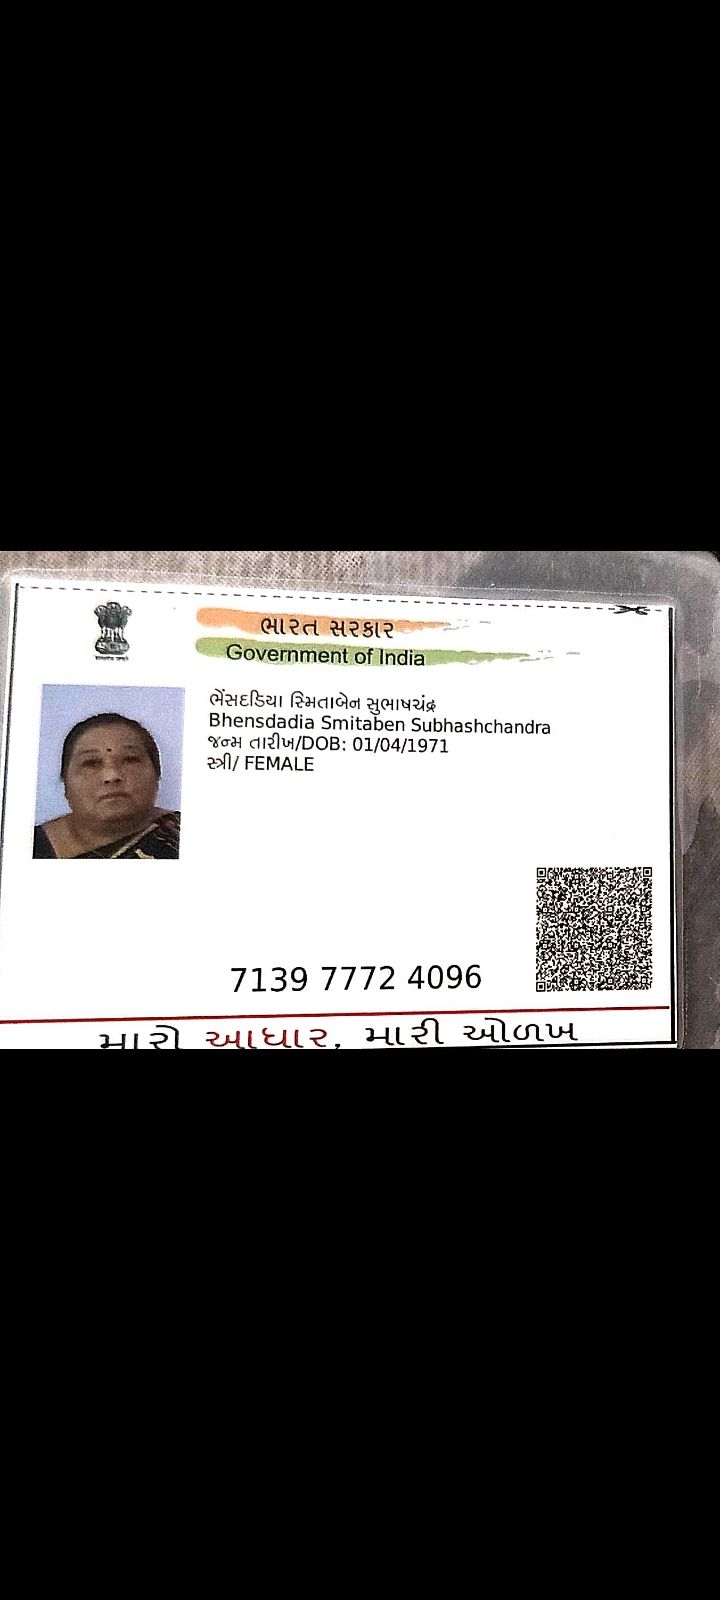 ભારત સરકાર
Government of India
ભેંસદડિયા સ્મિતાબેન સુભાષચંદ્ર
Bhensdadia Smitaben Subhashchandra
જન્મ તારીખ/DOB: 01/04/1971
સ્ત્રી/ FEMALE
7139 7772 4096
મારો આધાર, મારી ઓળખ